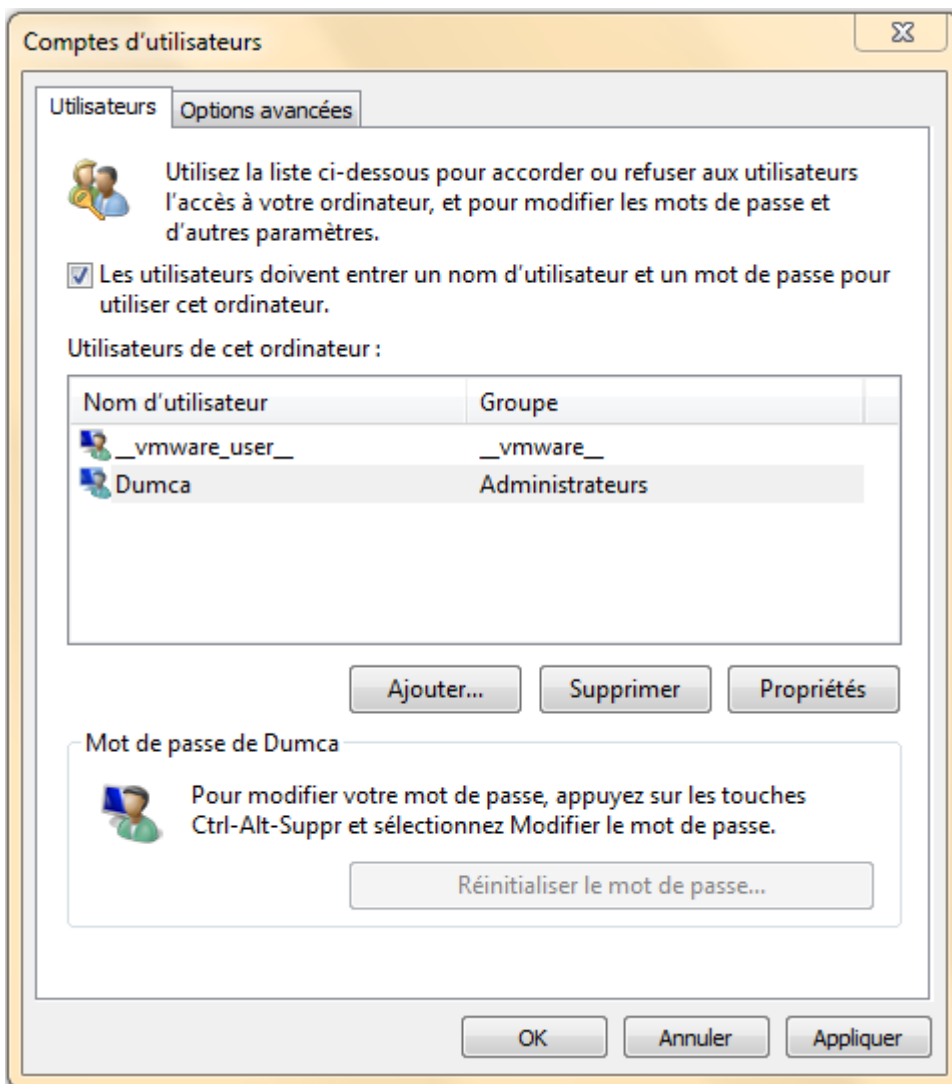 Comptes d’utilisateurs
Utilisateurs
Options avancées
Utilisez la liste ci-dessous pour accorder ou refuser aux utilisateurs
l’accès à votre ordinateur, et pour modifier les mots de passe et
d’autres paramètres.
Les utilisateurs doivent entrer un nom d’utilisateur et un mot de passe pour
utiliser cet ordinateur.
Utilisateurs de cet ordinateur :
Nom d’utilisateur Groupe
__vmware_user__ __vmware__
Dumca Administrateurs
Ajouter... Supprimer Propriétés
Mot de passe de Dumca
Pour modifier votre mot de passe, appuyez sur les touches
Ctrl-Alt-Suppr et sélectionnez Modifier le mot de passe.
Réinitialiser le mot de passe...
OK Annuler Appliquer